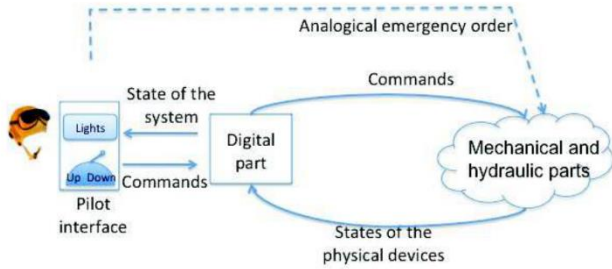 Analogical emergency order
Commands
State of the
system
Lights
Digital
part
Mechanical and
hydraulic parts
Up Down
Commands
Pilot
interface
States of the
physical devices